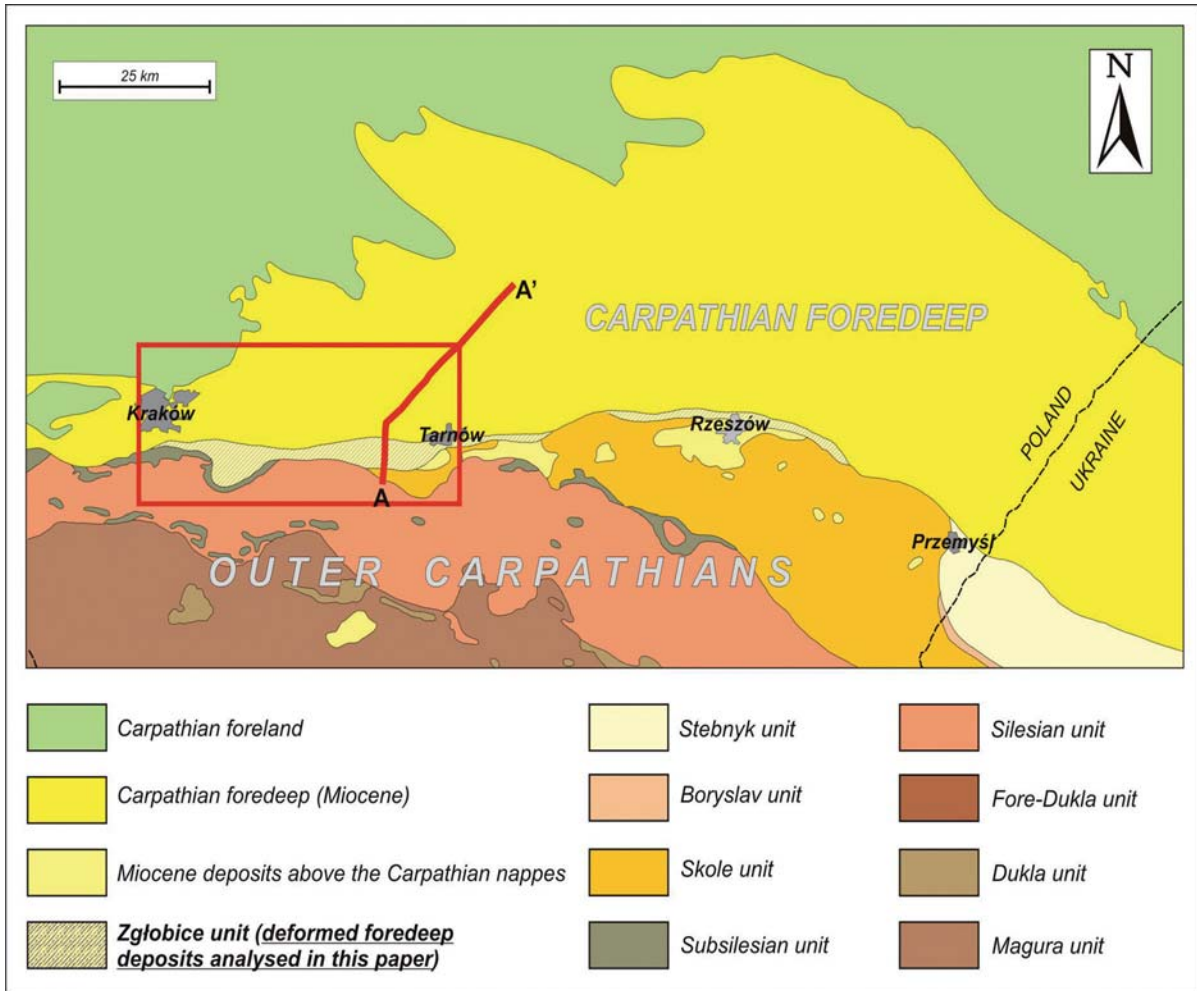 25 km
N
A'
CARPATHIAN FOREDEEP
Kraków
Tarnów
Rzeszów
POLAND
UKRAINE
A
Przemyśl
OUTER CARPATHIANS
Carpathian foreland
Carpathian foredeep (Miocene)
Miocene deposits above the Carpathian nappes
Zgłobice unit (deformed foredeep
deposits analysed in this paper)
Stebnyk unit
Boryslav unit
Skole unit
Subsilesian unit
Silesian unit
Fore-Dukla unit
Dukla unit
Magura unit